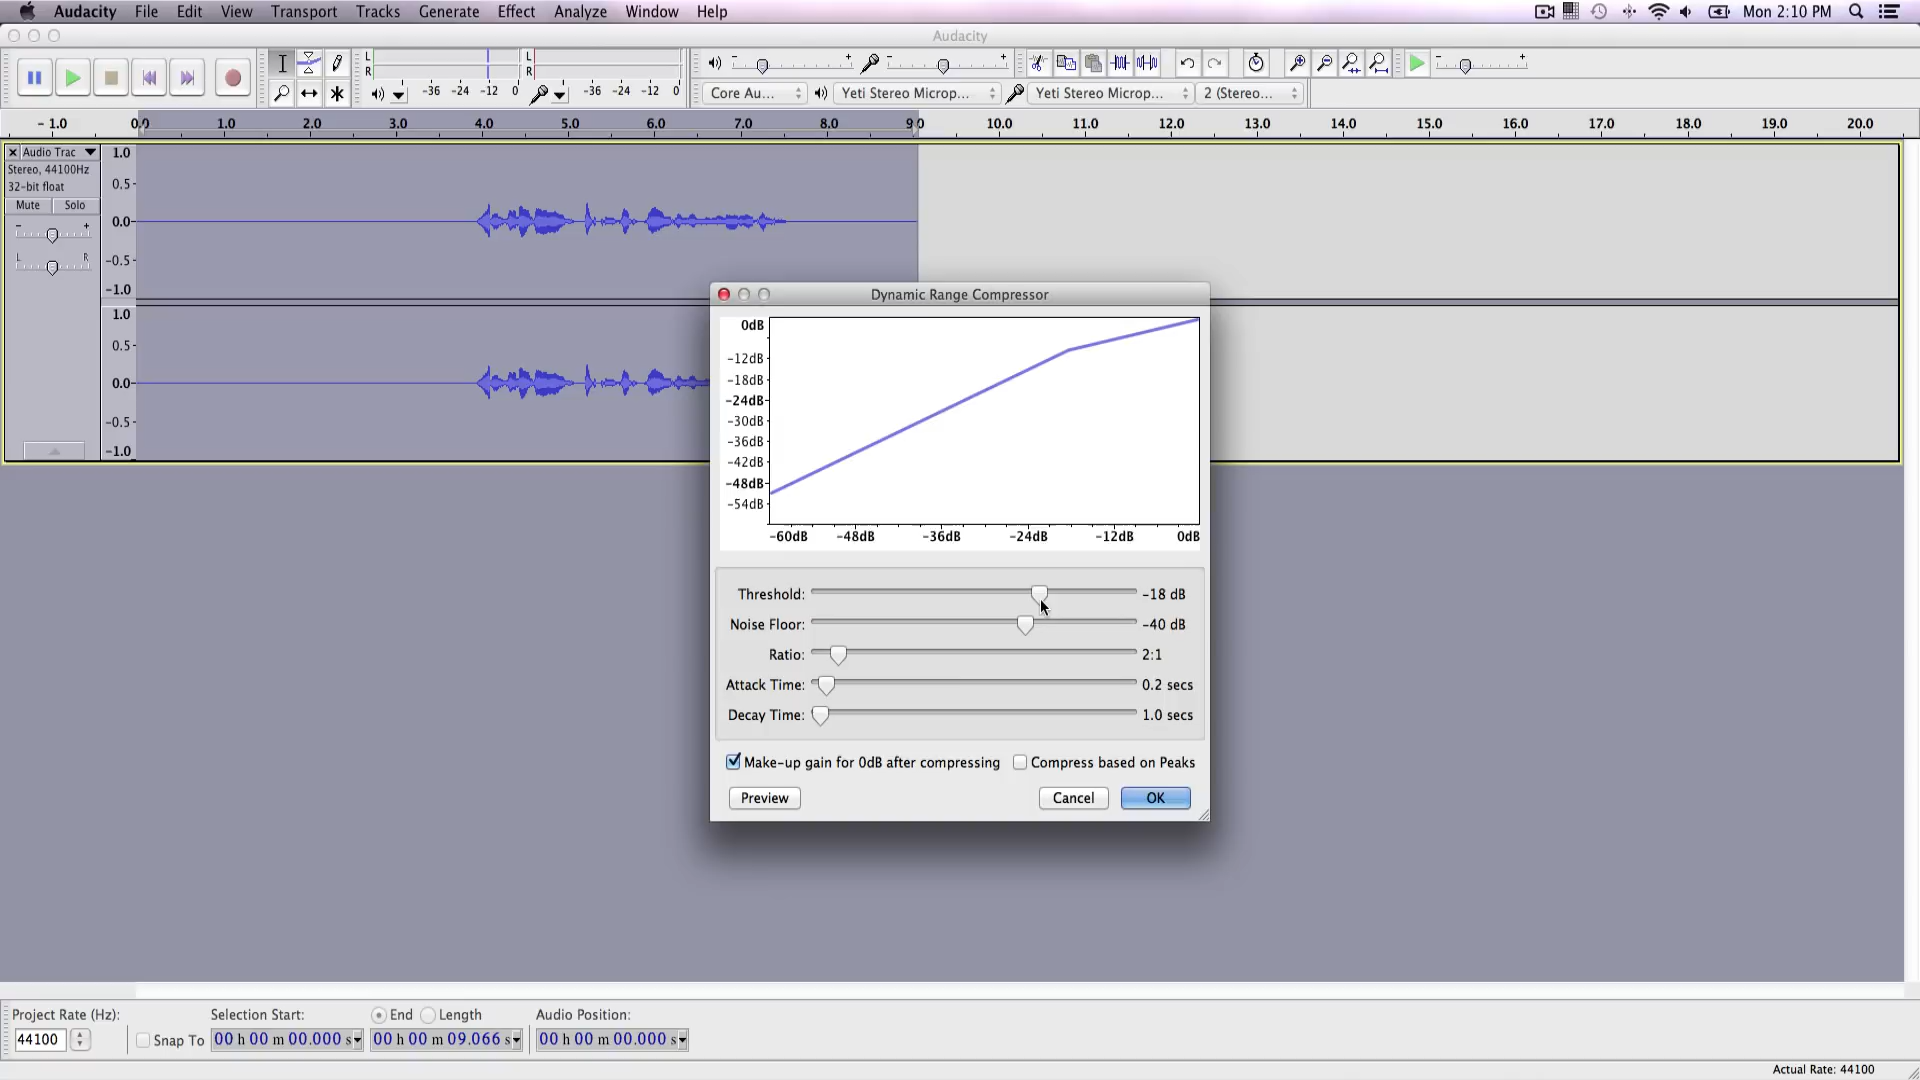 Audacity File Edit View Transport Tracks Generate Effect Analyze Window Help Mon 2:10 PM
Audacity
L R -36 -24 -12 0 L R -36 -24 -12 0
- + - + - +
Core Au... Yeti Stereo Microp... Yeti Stereo Microp... 2 (Stereo...
- 1.0 0.0 1.0 2.0 3.0 4.0 5.0 6.0 7.0 8.0 9.0 10.0 11.0 12.0 13.0 14.0 15.0 16.0 17.0 18.0 19.0 20.0
Audio Trac
Stereo, 44100Hz
32-bit float
Mute Solo
- +
L R
1.0
0.5-
0.0-
-0.5-
-1.0
1.0
0.5-
0.0-
-0.5-
-1.0
Dynamic Range Compressor
0dB
-12dB
-18dB
-24dB
-30dB
-36dB
-42dB
-48dB
-54dB
-60dB -48dB -36dB -24dB -12dB 0dB
Threshold: -18 dB
Noise Floor: -40 dB
Ratio: 2:1
Attack Time: 0.2 secs
Decay Time: 1.0 secs
Make-up gain for 0dB after compressing Compress based on Peaks
Preview Cancel OK
Project Rate (Hz): Selection Start: End Length Audio Position:
44100 Snap To 00 h 00 m 00.000 s 00 h 00 m 09.066 s 00 h 00 m 00.000 s
Actual Rate: 44100